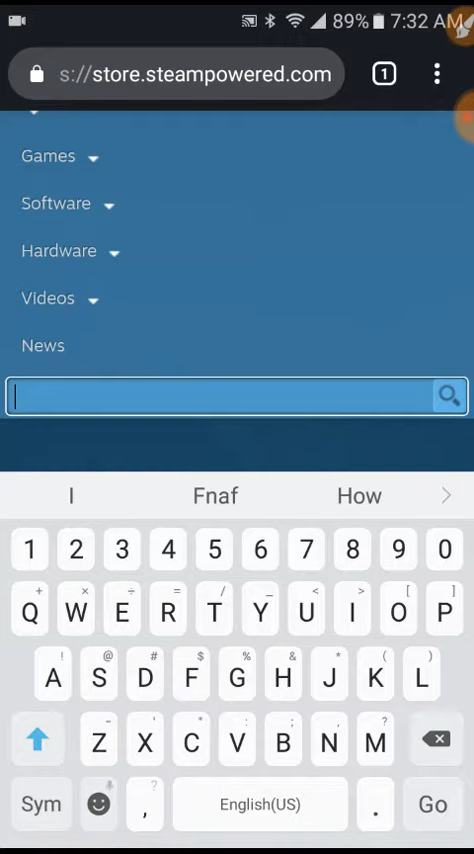 89% 7:32 AM
s://store.steampowered.com 1
Games
Software
Hardware
Videos
News
I Fnaf How
1 2 3 4 5 6 7 8 9 0
+ × ÷ = / _ < > [ ]
Q W E R T Y U I O P
! @ # $ % & * ( )
A S D F G H J K L
- ' " : ; , ?
Z X C V B N M
?
Sym , English(US) . Go